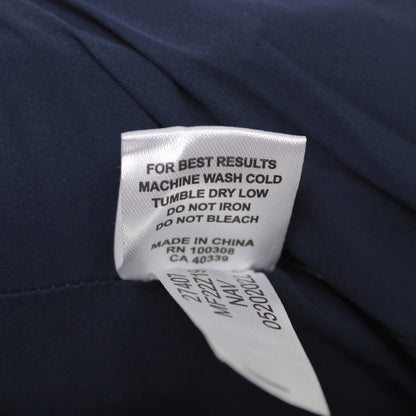 FOR BEST RESULTS
MACHINE WASH COLD
TUMBLE DRY LOW
DO NOT IRON
DO NOT BLEACH
MADE IN CHINA
RN 100308
CA 40339
27407
NAV